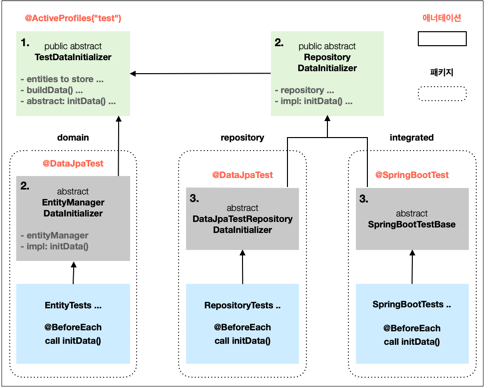 @ActiveProfiles("test")
1.
public abstract
TestDataInitializer
- entities to store ...
- buildData() ...
- abstract: initData() ...
2.
public abstract
Repository
DataInitializer
- repository ...
- impl: initData() ...
애너테이션
패키지
domain
repository
integrated
@DataJpaTest
@DataJpaTest
@SpringBootTest
2.
abstract
EntityManager
DataInitializer
- entityManager
- impl: initData()
3.
abstract
DataJpaTestRepository
DataInitializer
3.
abstract
SpringBootTestBase
EntityTests ...
@BeforeEach
call initData()
RepositoryTests ..
@BeforeEach
call initData()
SpringBootTests ..
@BeforeEach
call initData()